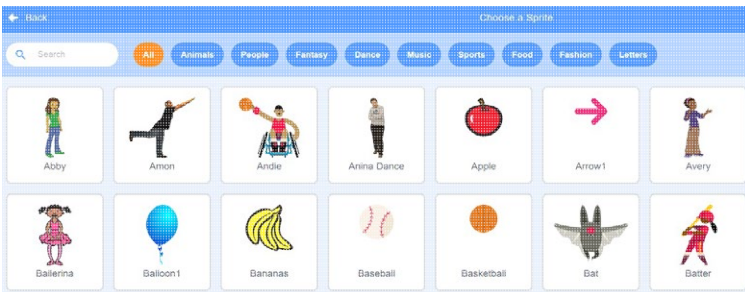 Back Choose a Sprite
Search All Animals People Fantasy Dance Music Sports Food Fashion Letters
Abby Amon Andie Anina Dance Apple Arrow1 Avery
Ballerina Balloon1 Bananas Baseball Basketball Bat Batter